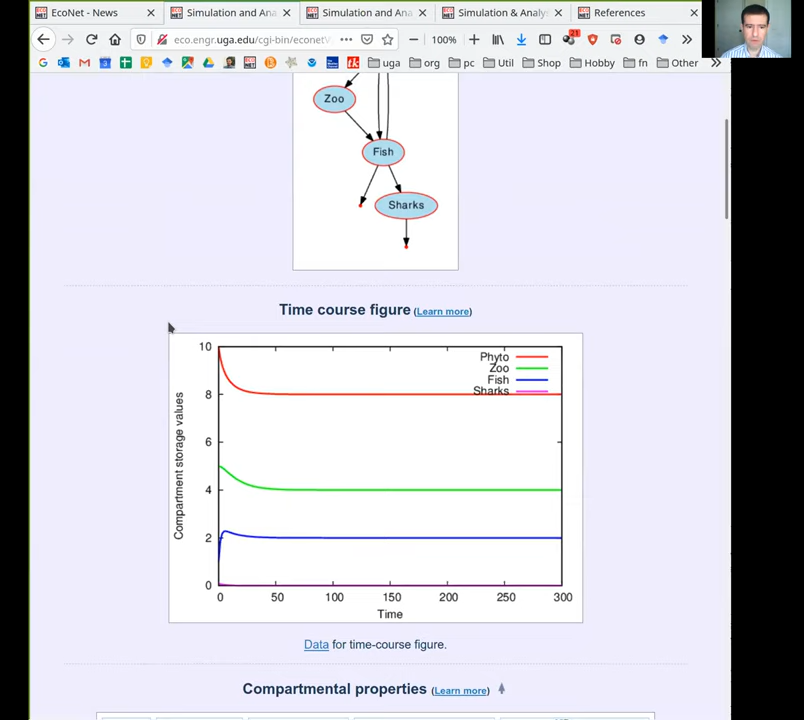 EcoNet - News × Simulation and Ana × Simulation and Ana × Simulation & Analy × References ×
eco.engr.uga.edu/cgi-bin/econet ••• 100% 21
uga org pc Util Shop Hobby fn Other
Zoo
Fish
Sharks
Time course figure (Learn more)
10
8
6
4
2
0
Compartment storage values
Phyto
Zoo
Fish
Sharks
0 50 100 150 200 250 300
Time
Data for time-course figure.
Compartmental properties (Learn more)